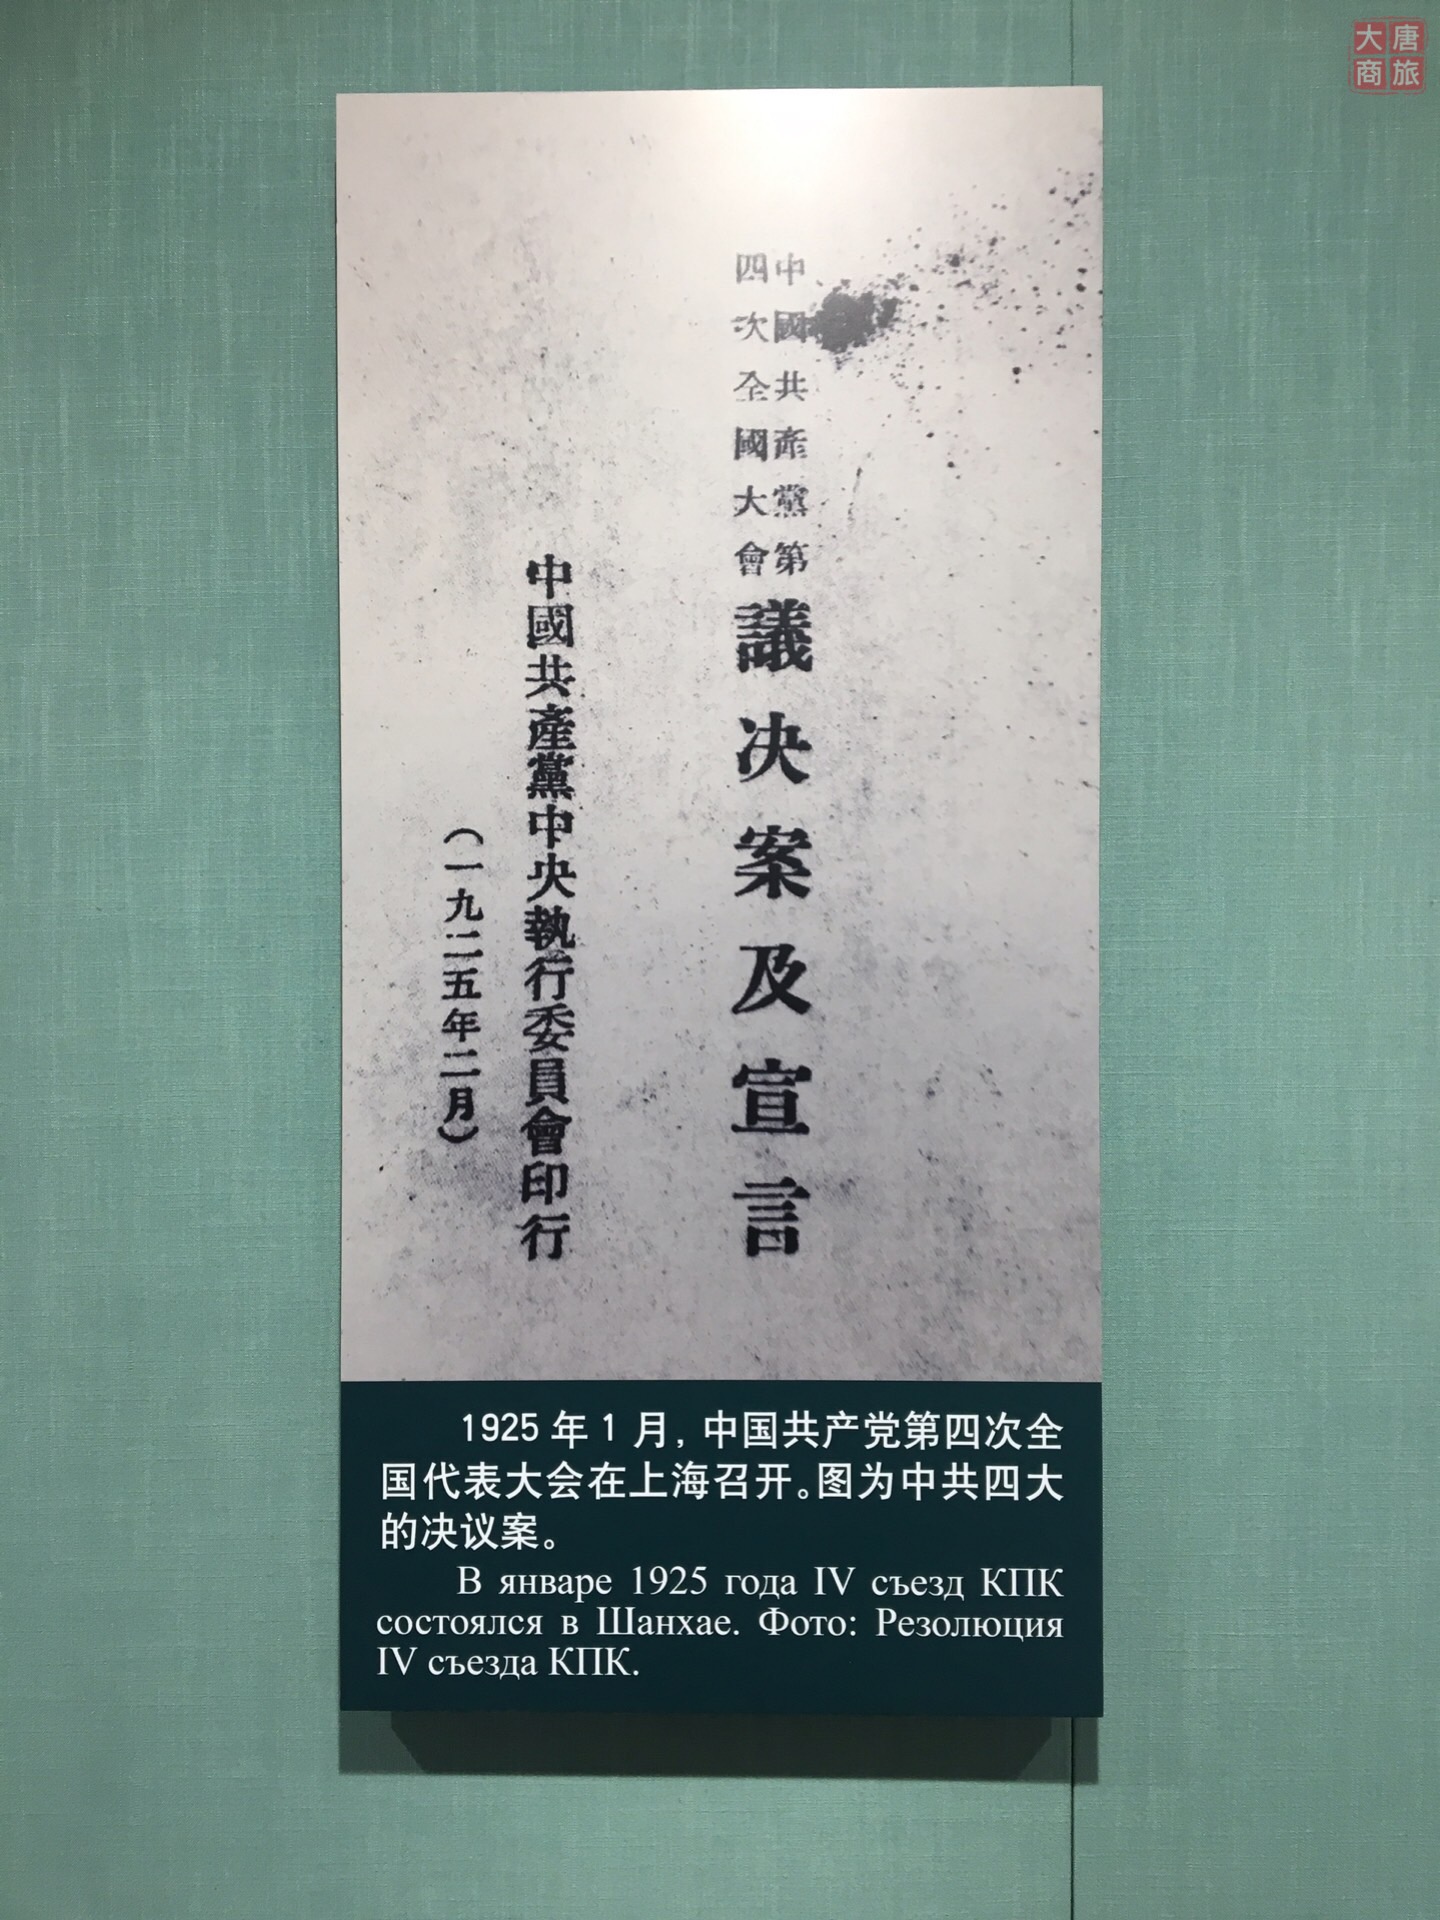 大唐
商旅
中國共產黨第
四次全國大會
議決案及宣言
中國共產黨中央執行委員會印行
（一九二五年二月）
1925 年 1 月，中国共产党第四次全
国代表大会在上海召开。图为中共四大
的决议案。
В январе 1925 года IV съезд КПК
состоялся в Шанхае. Фото: Резолюция
IV съезда КПК.